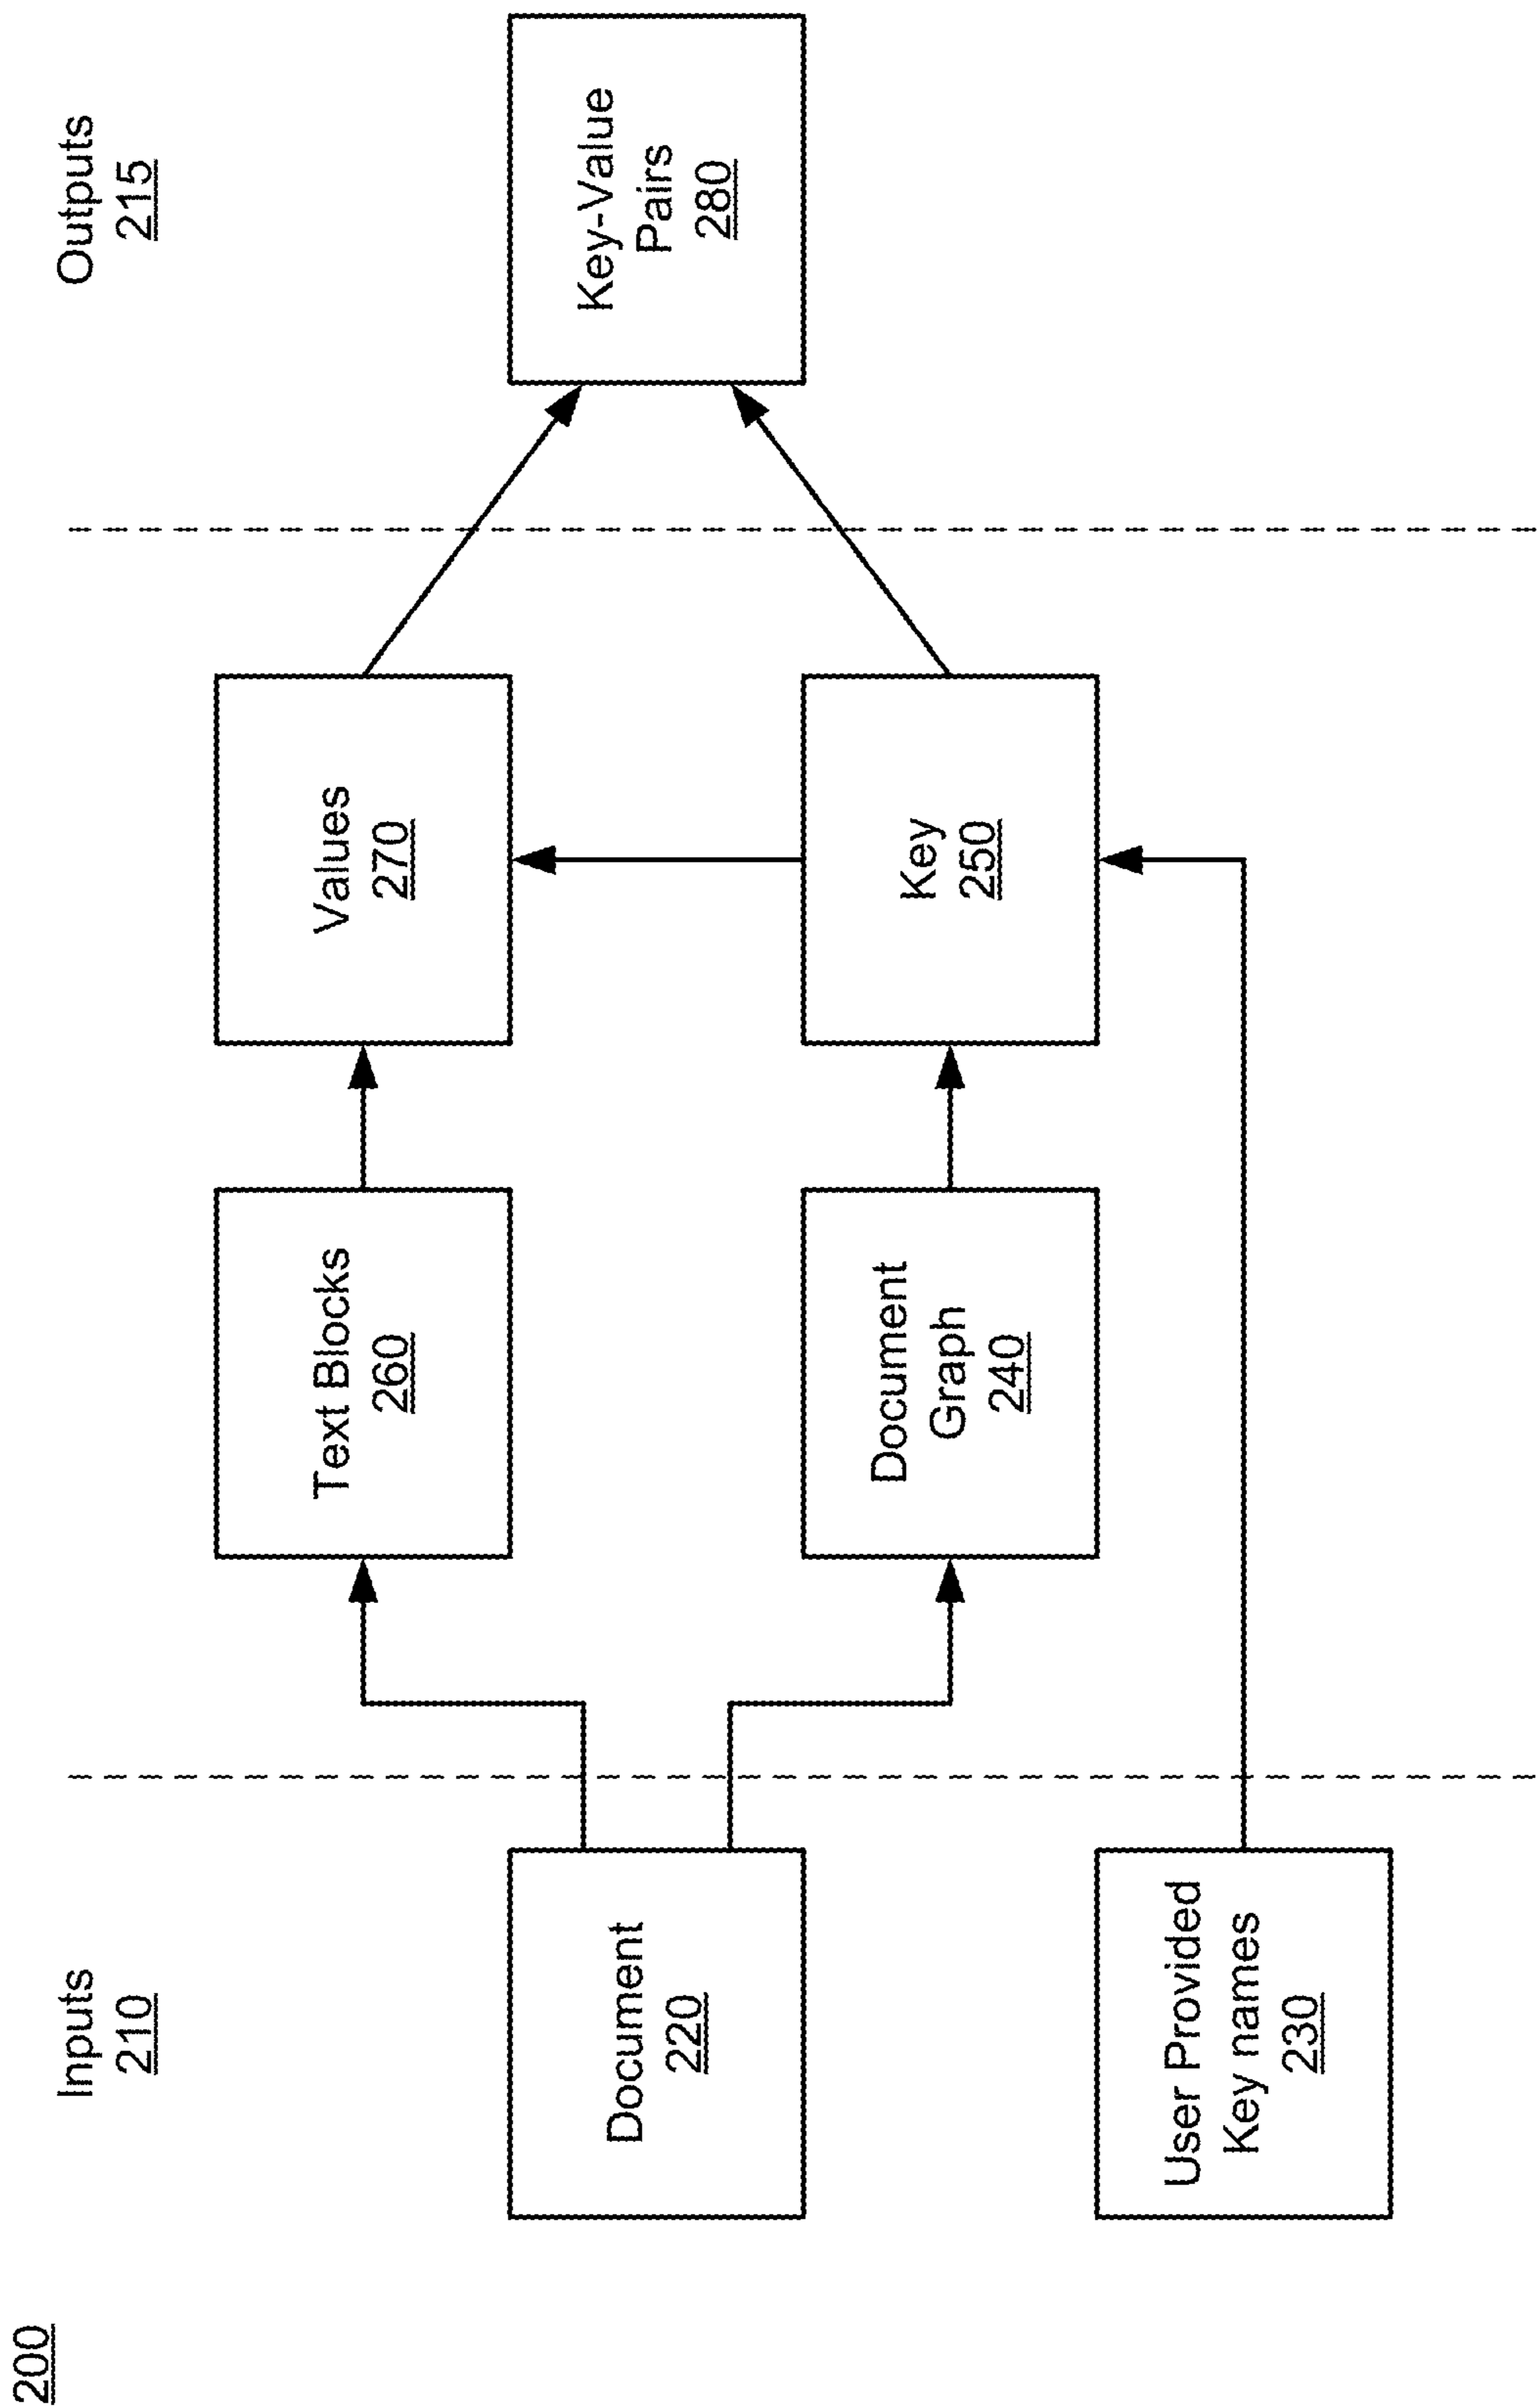 200
Inputs
210
Outputs
215
Text Blocks
260
Values
270
Document
220
Key-Value
Pairs
280
Document
Graph
240
Key
250
User Provided
Key names
230